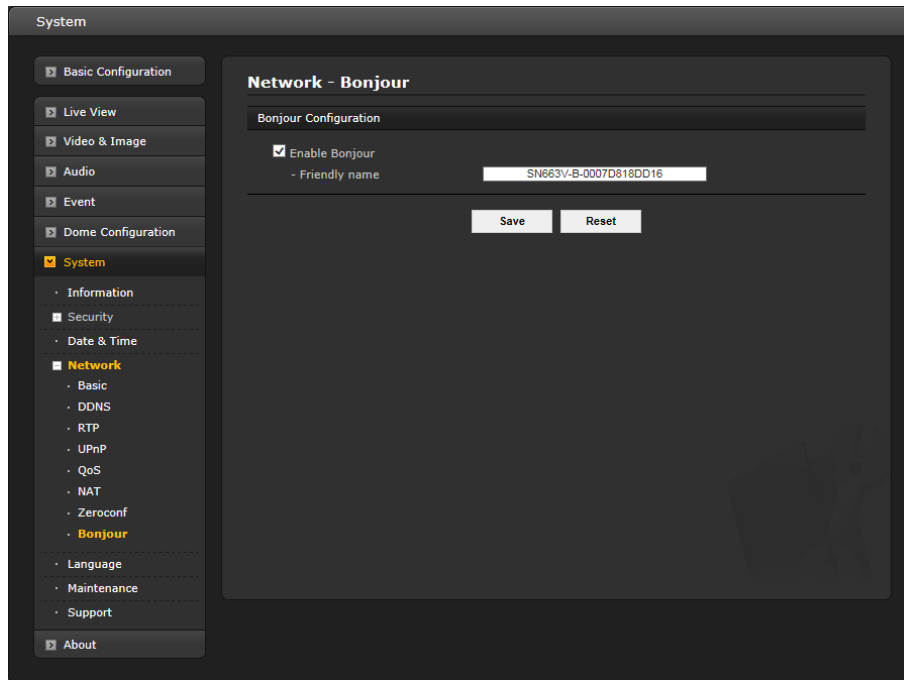 System
Basic Configuration
Live View
Video & Image
Audio
Event
Dome Configuration
System
Information
Security
Date & Time
Network
Basic
DDNS
RTP
UPnP
QoS
NAT
Zeroconf
Bonjour
Language
Maintenance
Support
About
Network - Bonjour
Bonjour Configuration
Enable Bonjour
- Friendly name SN663V-B-0007D818DD16
Save Reset